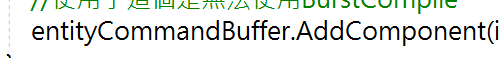 //使用了這個是無法使用BurstCompile
entityCommandBuffer.AddComponent(i